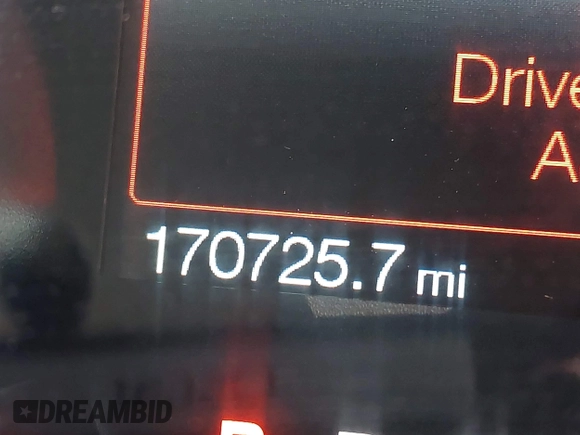 Drive
A
170725.7 mi
DREAMBID